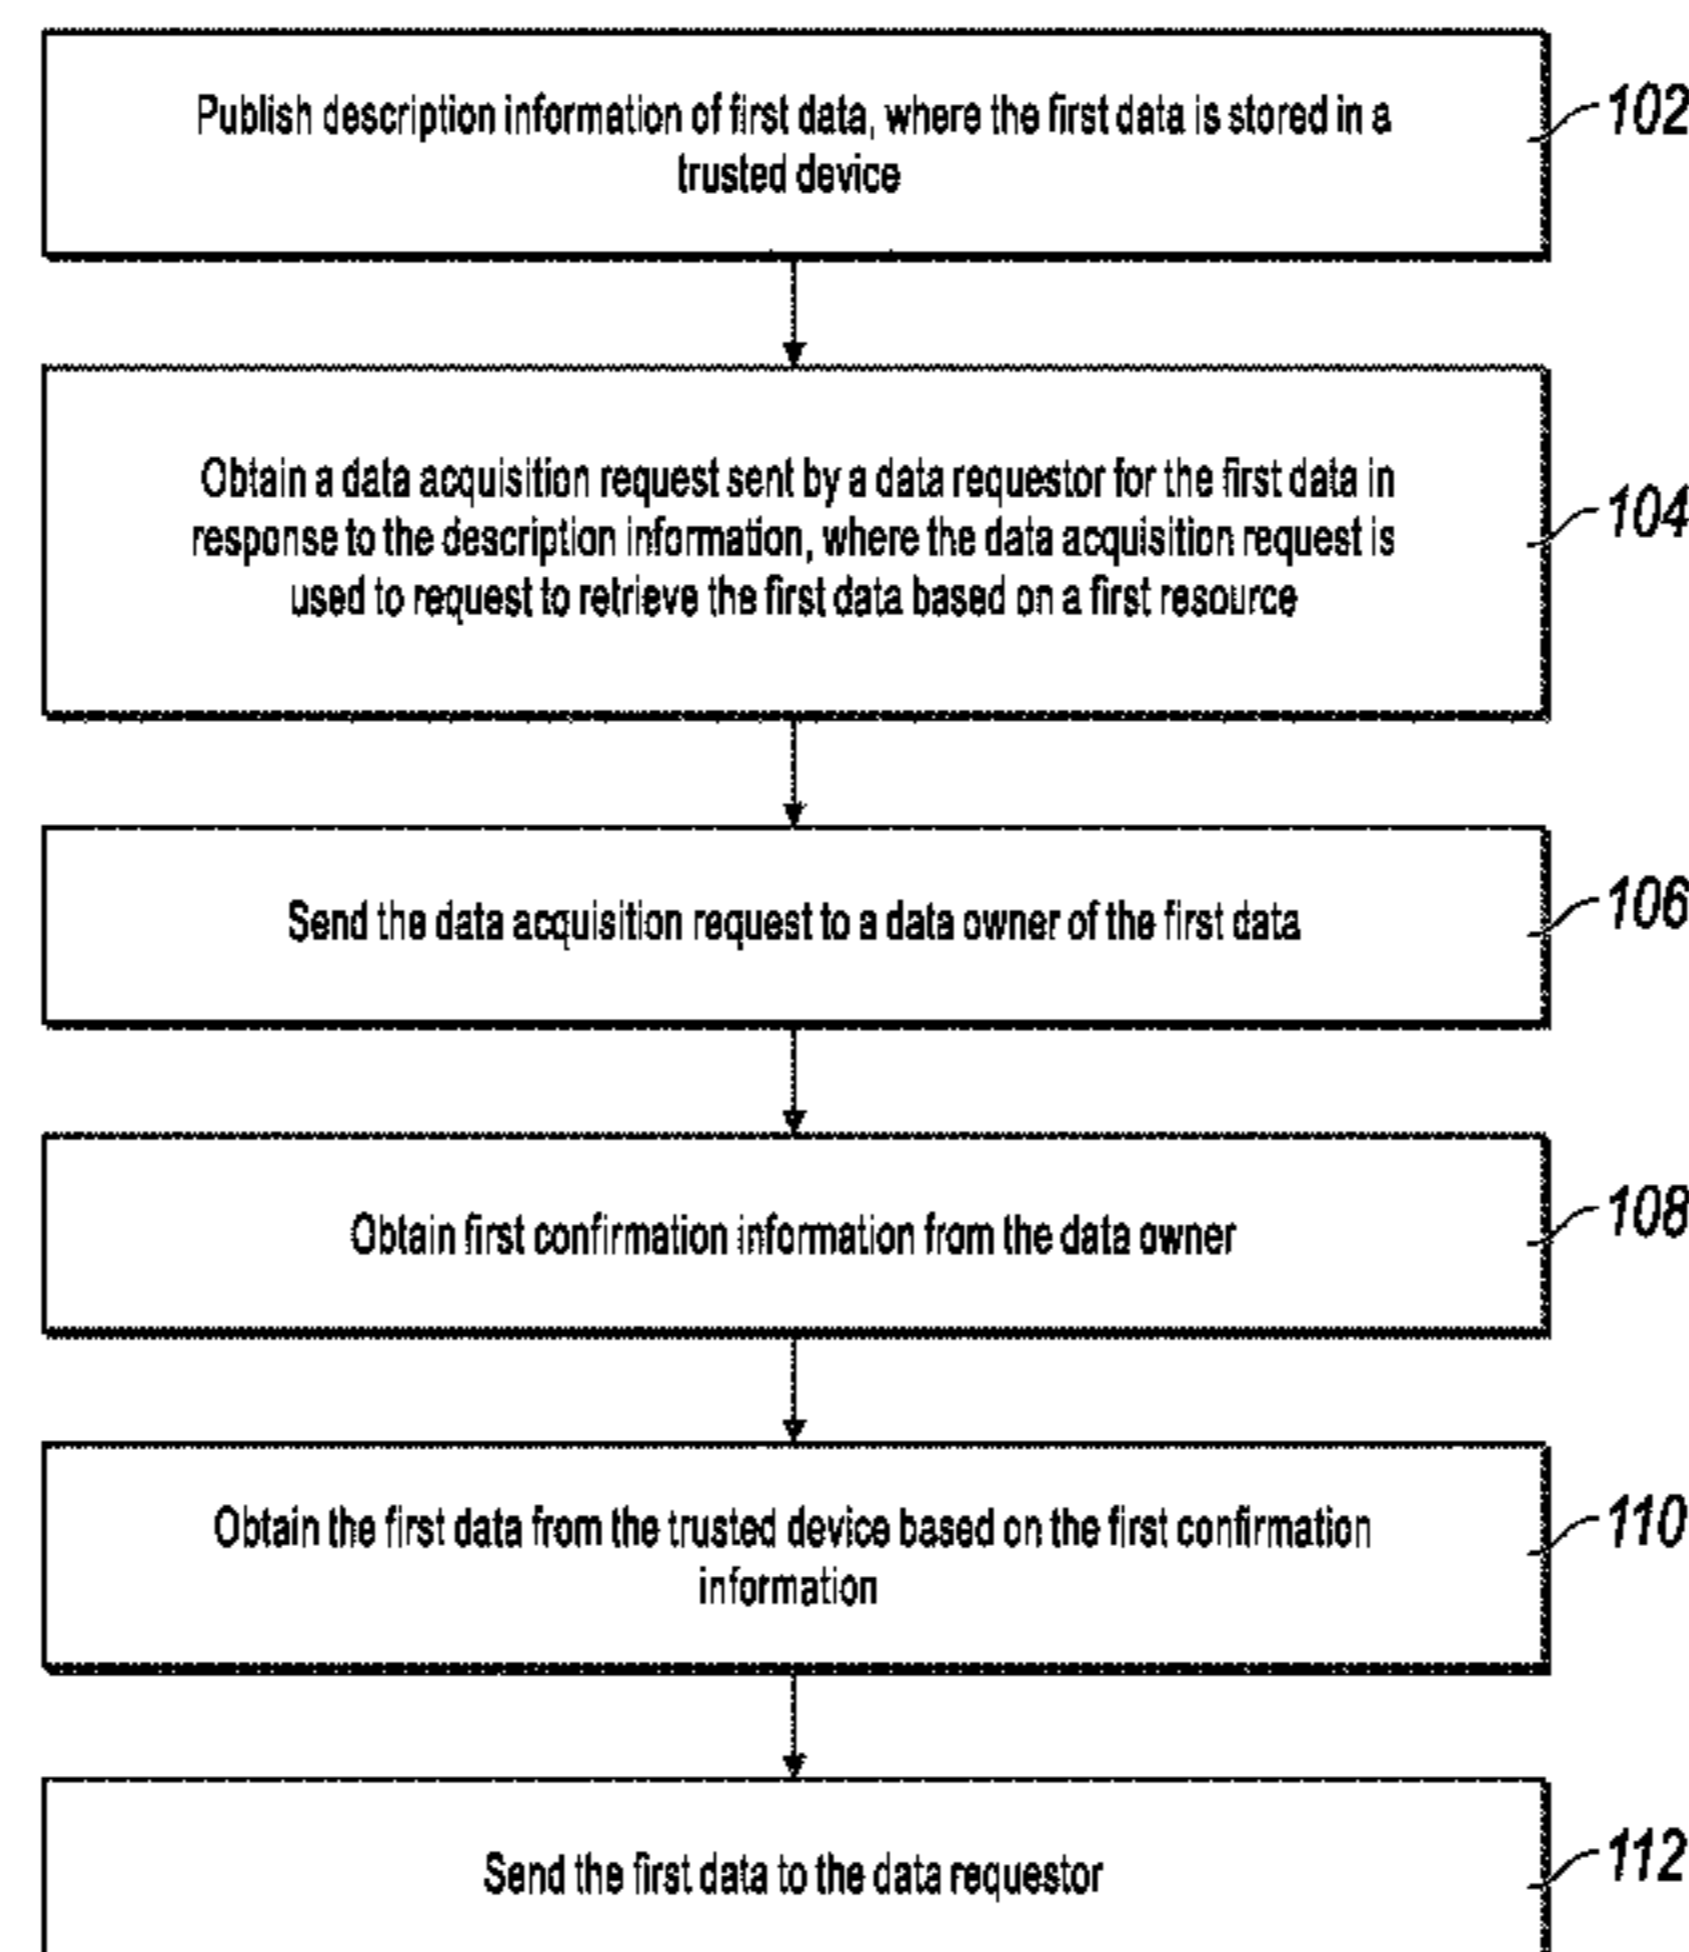 Publish description information of first data, where the first data is stored in a
trusted device
102
Obtain a data acquisition request sent by a data requestor for the first data in
response to the description information, where the data acquisition request is
used to request to retrieve the first data based on a first resource
104
Send the data acquisition request to a data owner of the first data
106
Obtain first confirmation information from the data owner
108
Obtain the first data from the trusted device based on the first confirmation
information
110
Send the first data to the data requestor
112